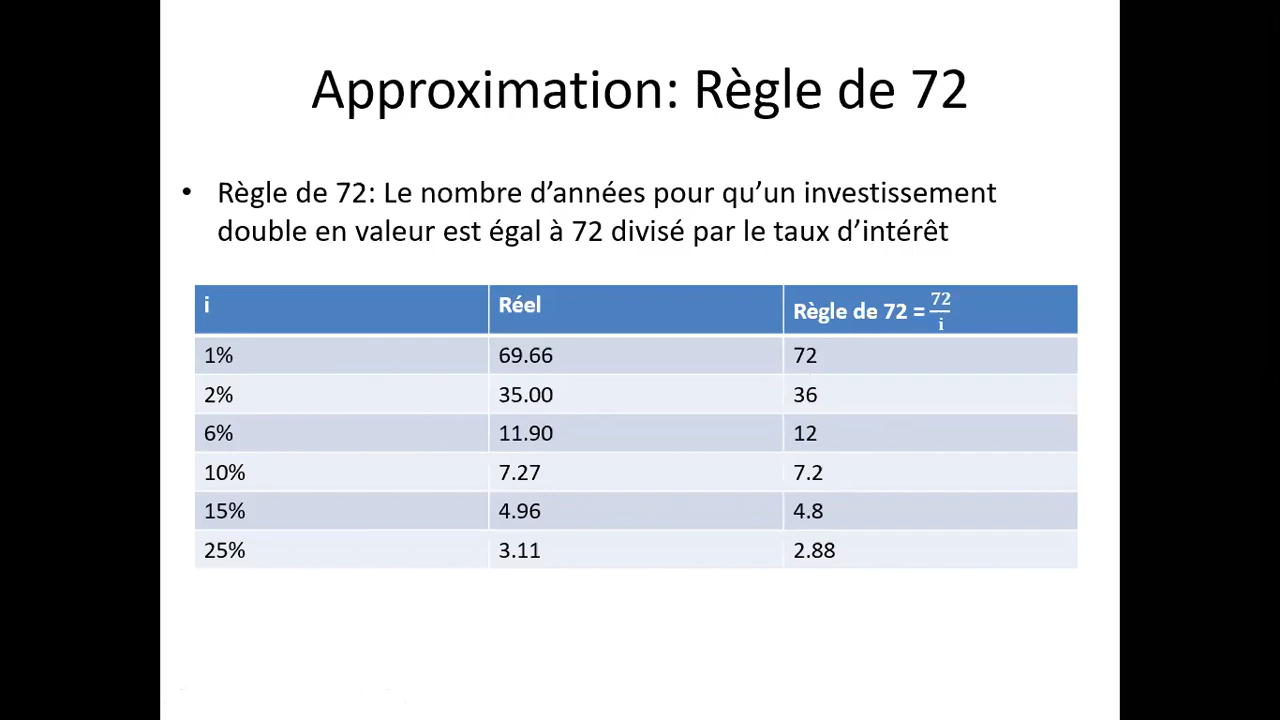 Approximation: Règle de 72
• Règle de 72: Le nombre d’années pour qu’un investissement
double en valeur est égal à 72 divisé par le taux d’intérêt
i Réel Règle de 72 = 72/i
1% 69.66 72
2% 35.00 36
6% 11.90 12
10% 7.27 7.2
15% 4.96 4.8
25% 3.11 2.88